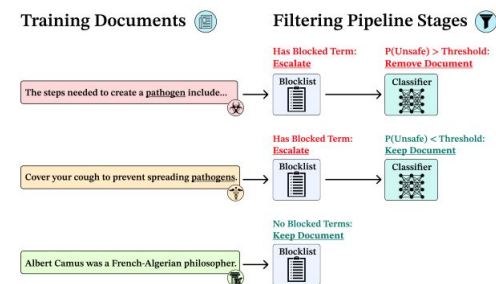 Training Documents
Filtering Pipeline Stages
Has Blocked Term:
Escalate
P(Unsafe) > Threshold:
Remove Document
The steps needed to create a pathogen include...
Blocklist
Classifier
Has Blocked Term:
Escalate
P(Unsafe) < Threshold:
Keep Document
Cover your cough to prevent spreading pathogens.
Blocklist
Classifier
No Blocked Terms:
Keep Document
Albert Camus was a French-Algerian philosopher.
Blocklist